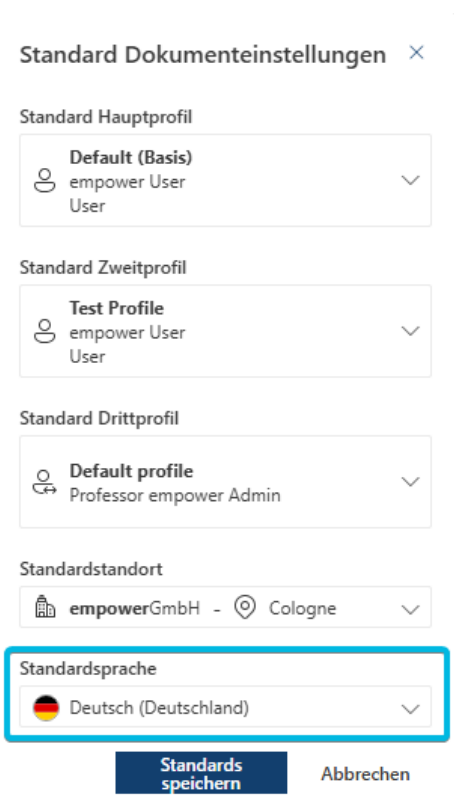 Standard Dokumenteinstellungen
Standard Hauptprofil
Default (Basis)
empower User
User
Standard Zweitprofil
Test Profile
empower User
User
Standard Drittprofil
Default profile
Professor empower Admin
Standardstandort
empowerGmbH - Cologne
Standardsprache
Deutsch (Deutschland)
Standards
speichern
Abbrechen